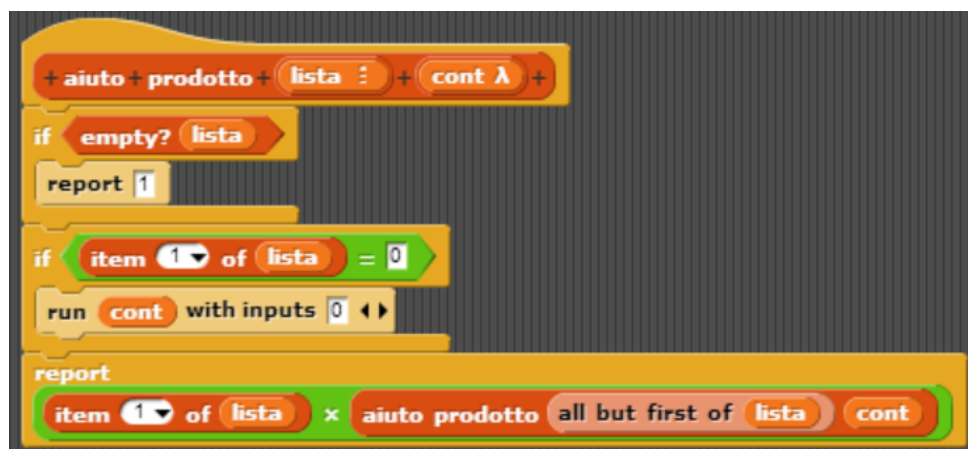 + aiuto + prodotto + lista ⋮ + cont λ +
if empty? lista
report 1
if item 1 of lista = 0
run cont with inputs 0
report
item 1 of lista × aiuto prodotto all but first of lista cont